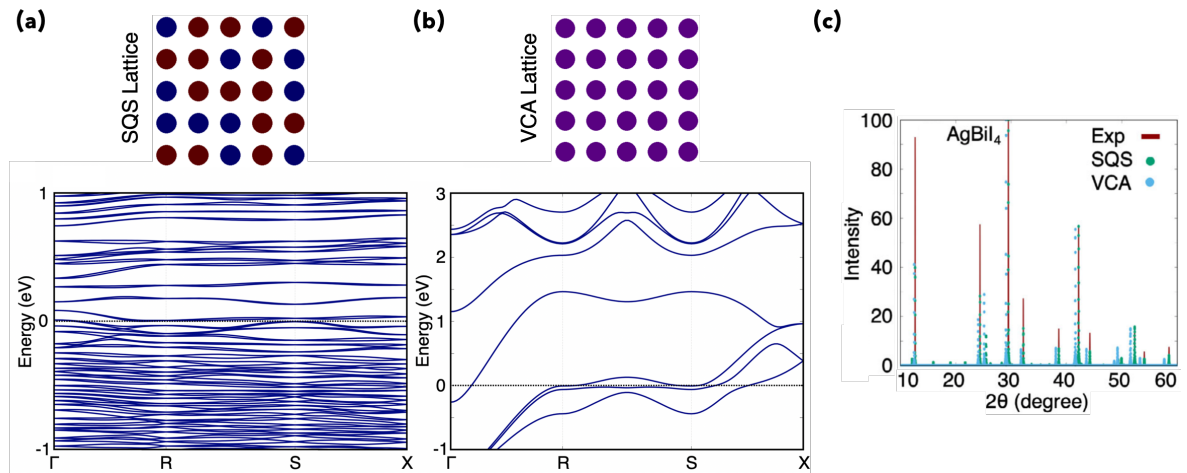 (a)
SQS Lattice
Energy (eV)
1
0
-1
Γ R S X
(b)
VCA Lattice
Energy (eV)
3
2
1
0
-1
Γ R S X
(c)
AgBiI₄
Exp
SQS
VCA
Intensity
100
80
60
40
20
0
10 20 30 40 50 60
2θ (degree)